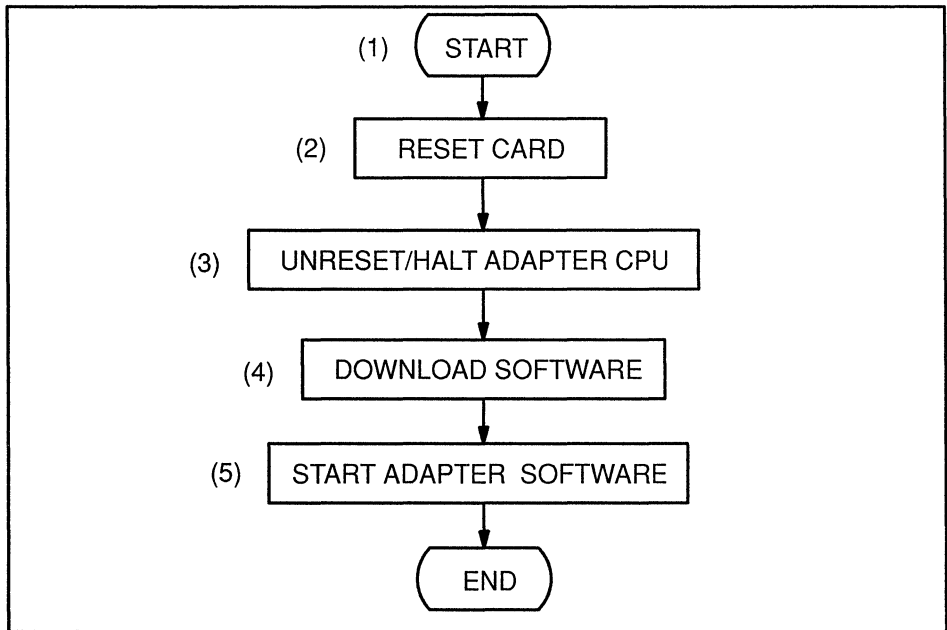 (1) START
(2) RESET CARD
(3) UNRESET/HALT ADAPTER CPU
(4) DOWNLOAD SOFTWARE
(5) START ADAPTER SOFTWARE
END